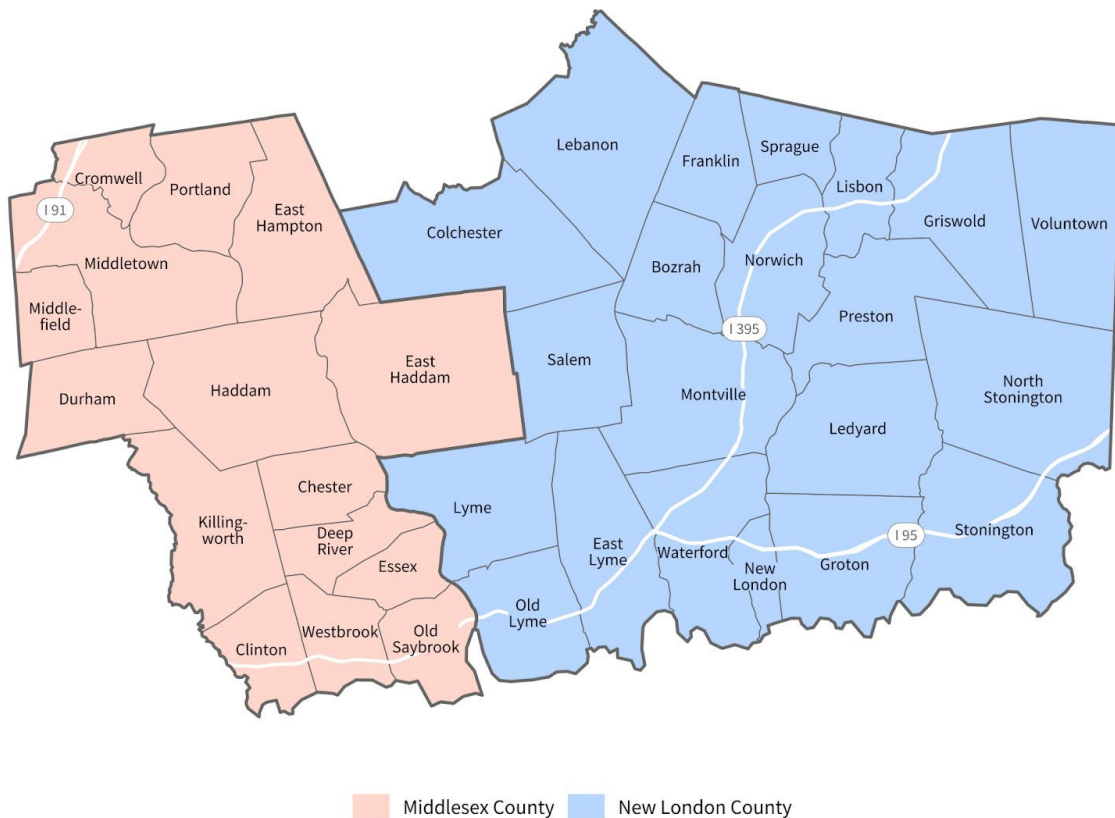 Lebanon
Sprague
Franklin
Cromwell
Portland
Lisbon
I 91
East
Hampton
Griswold
Voluntown
Colchester
Middletown
Bozrah
Norwich
Middle-
field
Preston
I 395
Salem
East
Haddam
Haddam
Durham
Montville
North
Stonington
Ledyard
Chester
Lyme
Killing-
worth
Deep
River
Stonington
I 95
East
Lyme
Waterford
Essex
New
London
Groton
Old
Lyme
Westbrook
Old
Saybrook
Clinton
Middlesex County
New London County